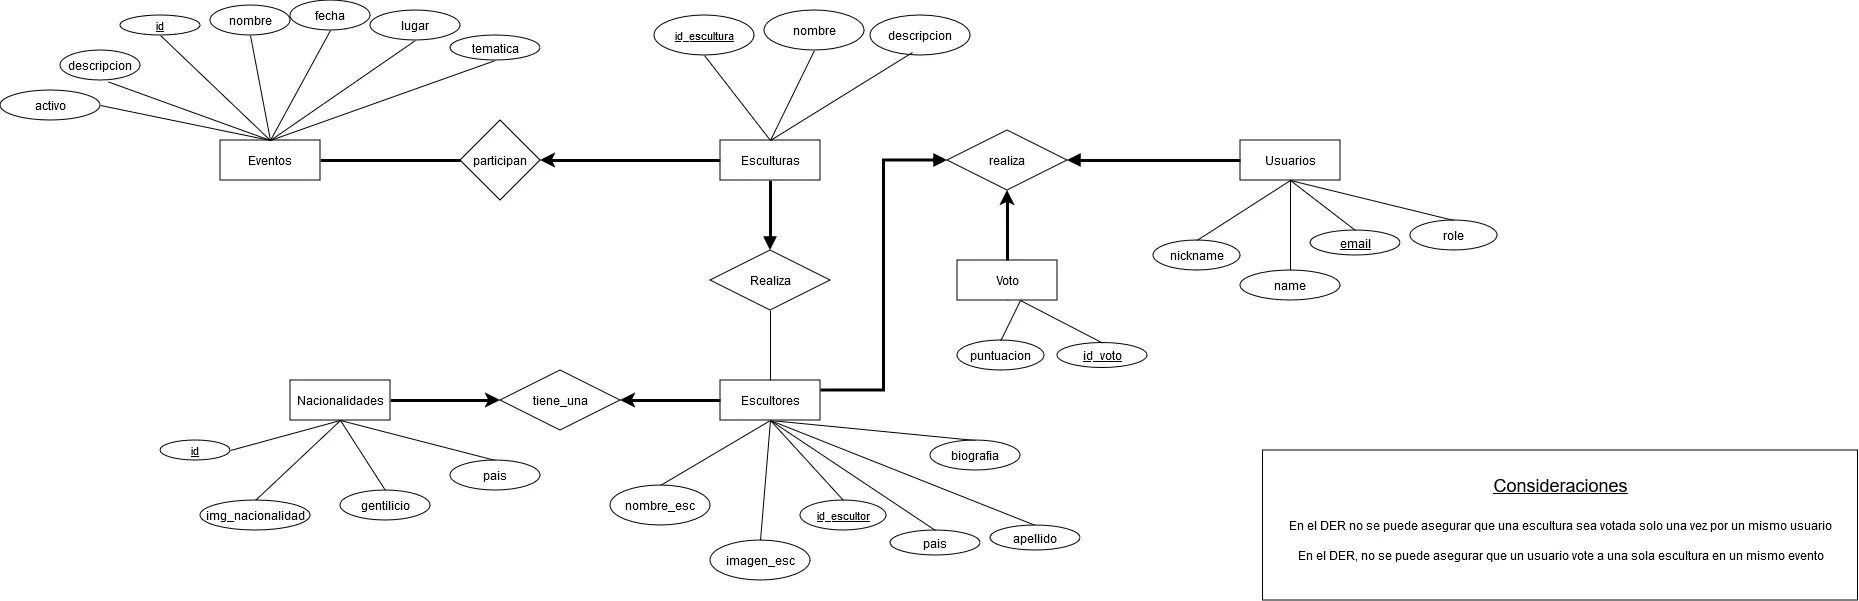 id
nombre
fecha
lugar
tematica
descripcion
activo
id_escultura
nombre
descripcion
Eventos
participan
Esculturas
realiza
Usuarios
nickname
name
email
role
Realiza
Voto
puntuacion
id_voto
Nacionalidades
tiene_una
Escultores
id
img_nacionalidad
gentilicio
pais
nombre_esc
imagen_esc
id_escultor
pais
apellido
biografia
Consideraciones
En el DER no se puede asegurar que una escultura sea votada solo una vez por un mismo usuario
En el DER, no se puede asegurar que un usuario vote a una sola escultura en un mismo evento